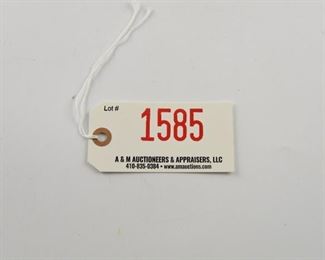 Lot #
1585
A & M AUCTIONEERS & APPRAISERS, LLC
410-835-0384 • www.amauctions.com